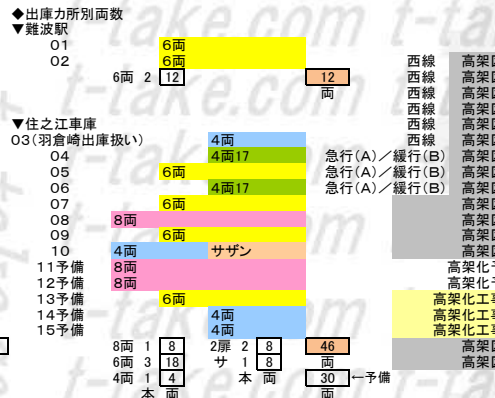 ◆出庫カ所別両数
▼難波駅
01 6両
02 6両 西線 高架
6両 2 12 12 西線 高架
両 西線 高架
西線 高架
▼住之江車庫 西線 高架
03(羽倉崎出庫扱い) 4両 西線 高架
04 4両17 急行(A)／緩行(B) 高架
05 6両 急行(A)／緩行(B) 高架
06 4両17 急行(A)／緩行(B) 高架
07 6両 高架
08 8両 高架
09 6両 高架
10 4両 サザン 高架
11予備 8両 高架化
12予備 8両 高架化
13予備 6両 高架化工事
14予備 4両 高架化工事
15予備 4両 高架化工事
8両 1 8 2扉 2 8 46 高架
6両 3 18 サ 1 8 両 高架
4両 1 4 本 両 30 ←予備
本 両 両